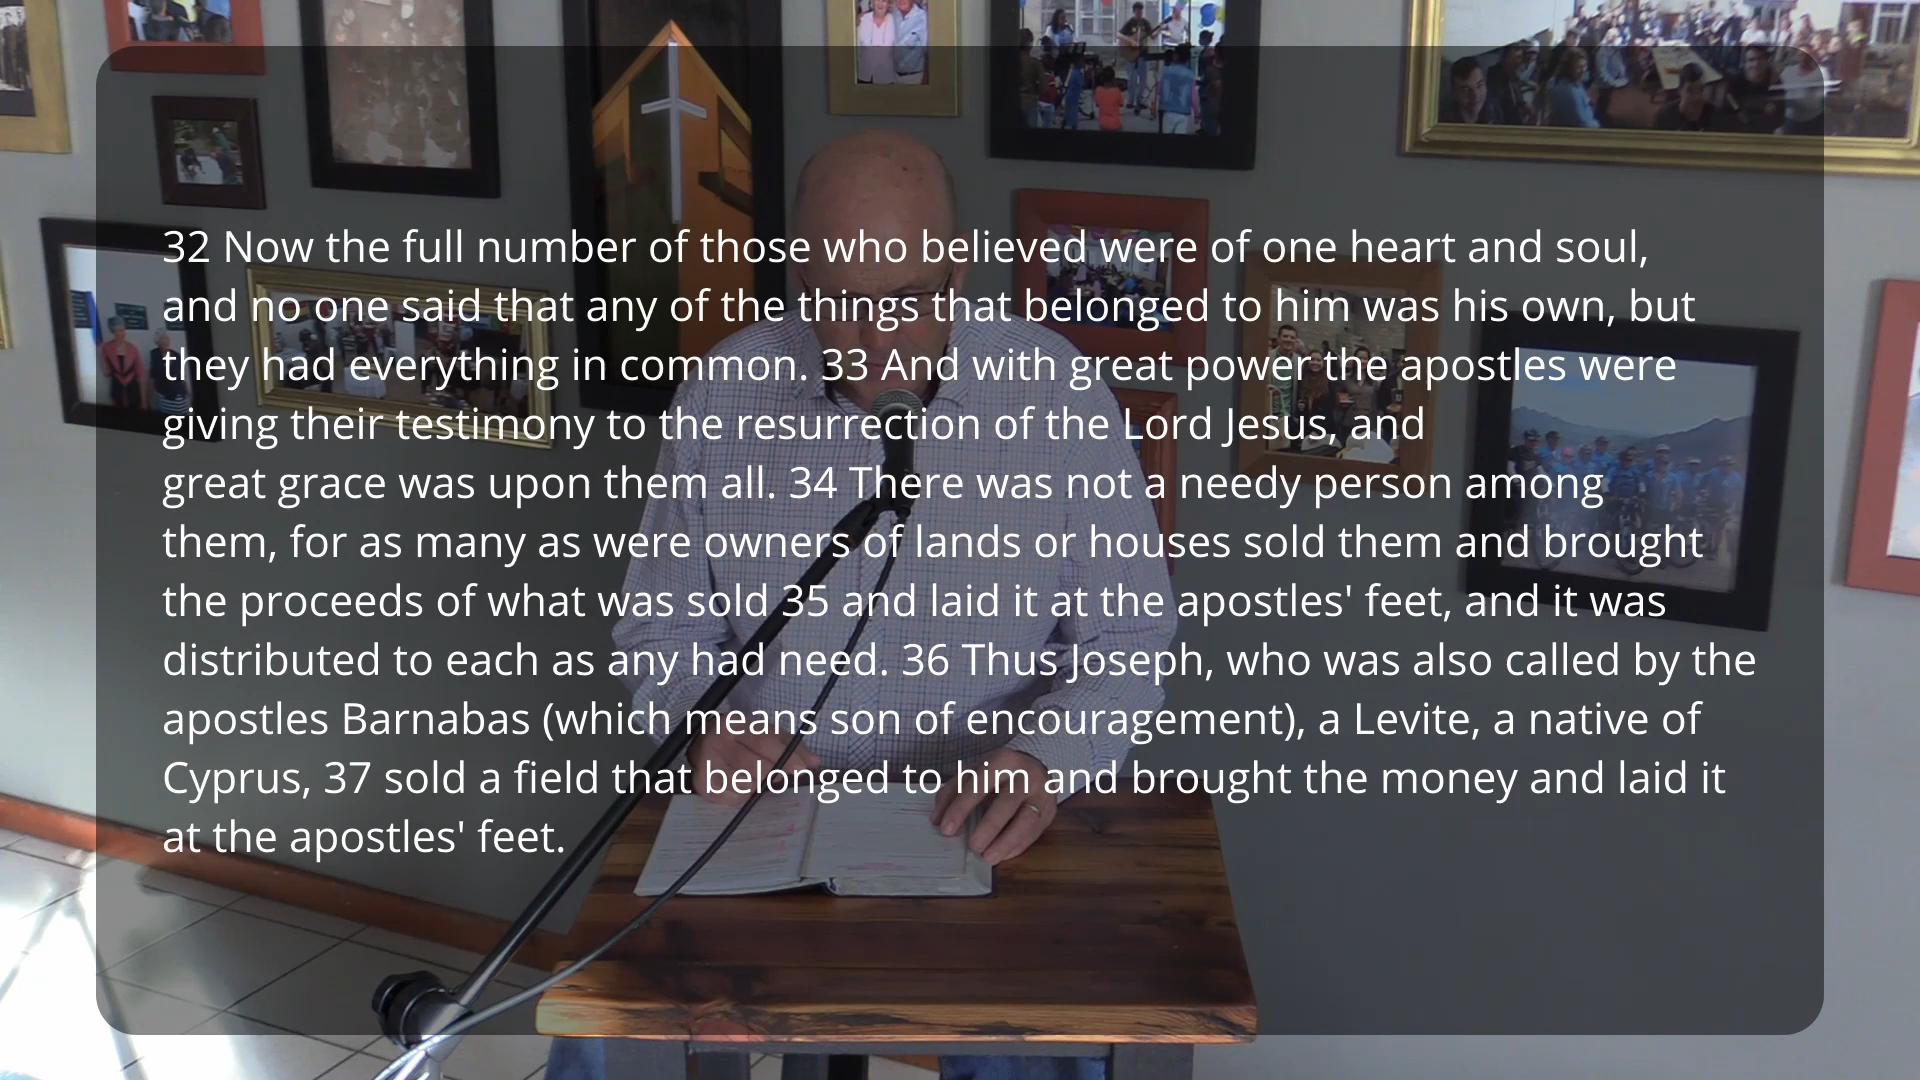 32 Now the full number of those who believed were of one heart and soul,
and no one said that any of the things that belonged to him was his own, but
they had everything in common. 33 And with great power the apostles were
giving their testimony to the resurrection of the Lord Jesus, and
great grace was upon them all. 34 There was not a needy person among
them, for as many as were owners of lands or houses sold them and brought
the proceeds of what was sold 35 and laid it at the apostles' feet, and it was
distributed to each as any had need. 36 Thus Joseph, who was also called by the
apostles Barnabas (which means son of encouragement), a Levite, a native of
Cyprus, 37 sold a field that belonged to him and brought the money and laid it
at the apostles' feet.